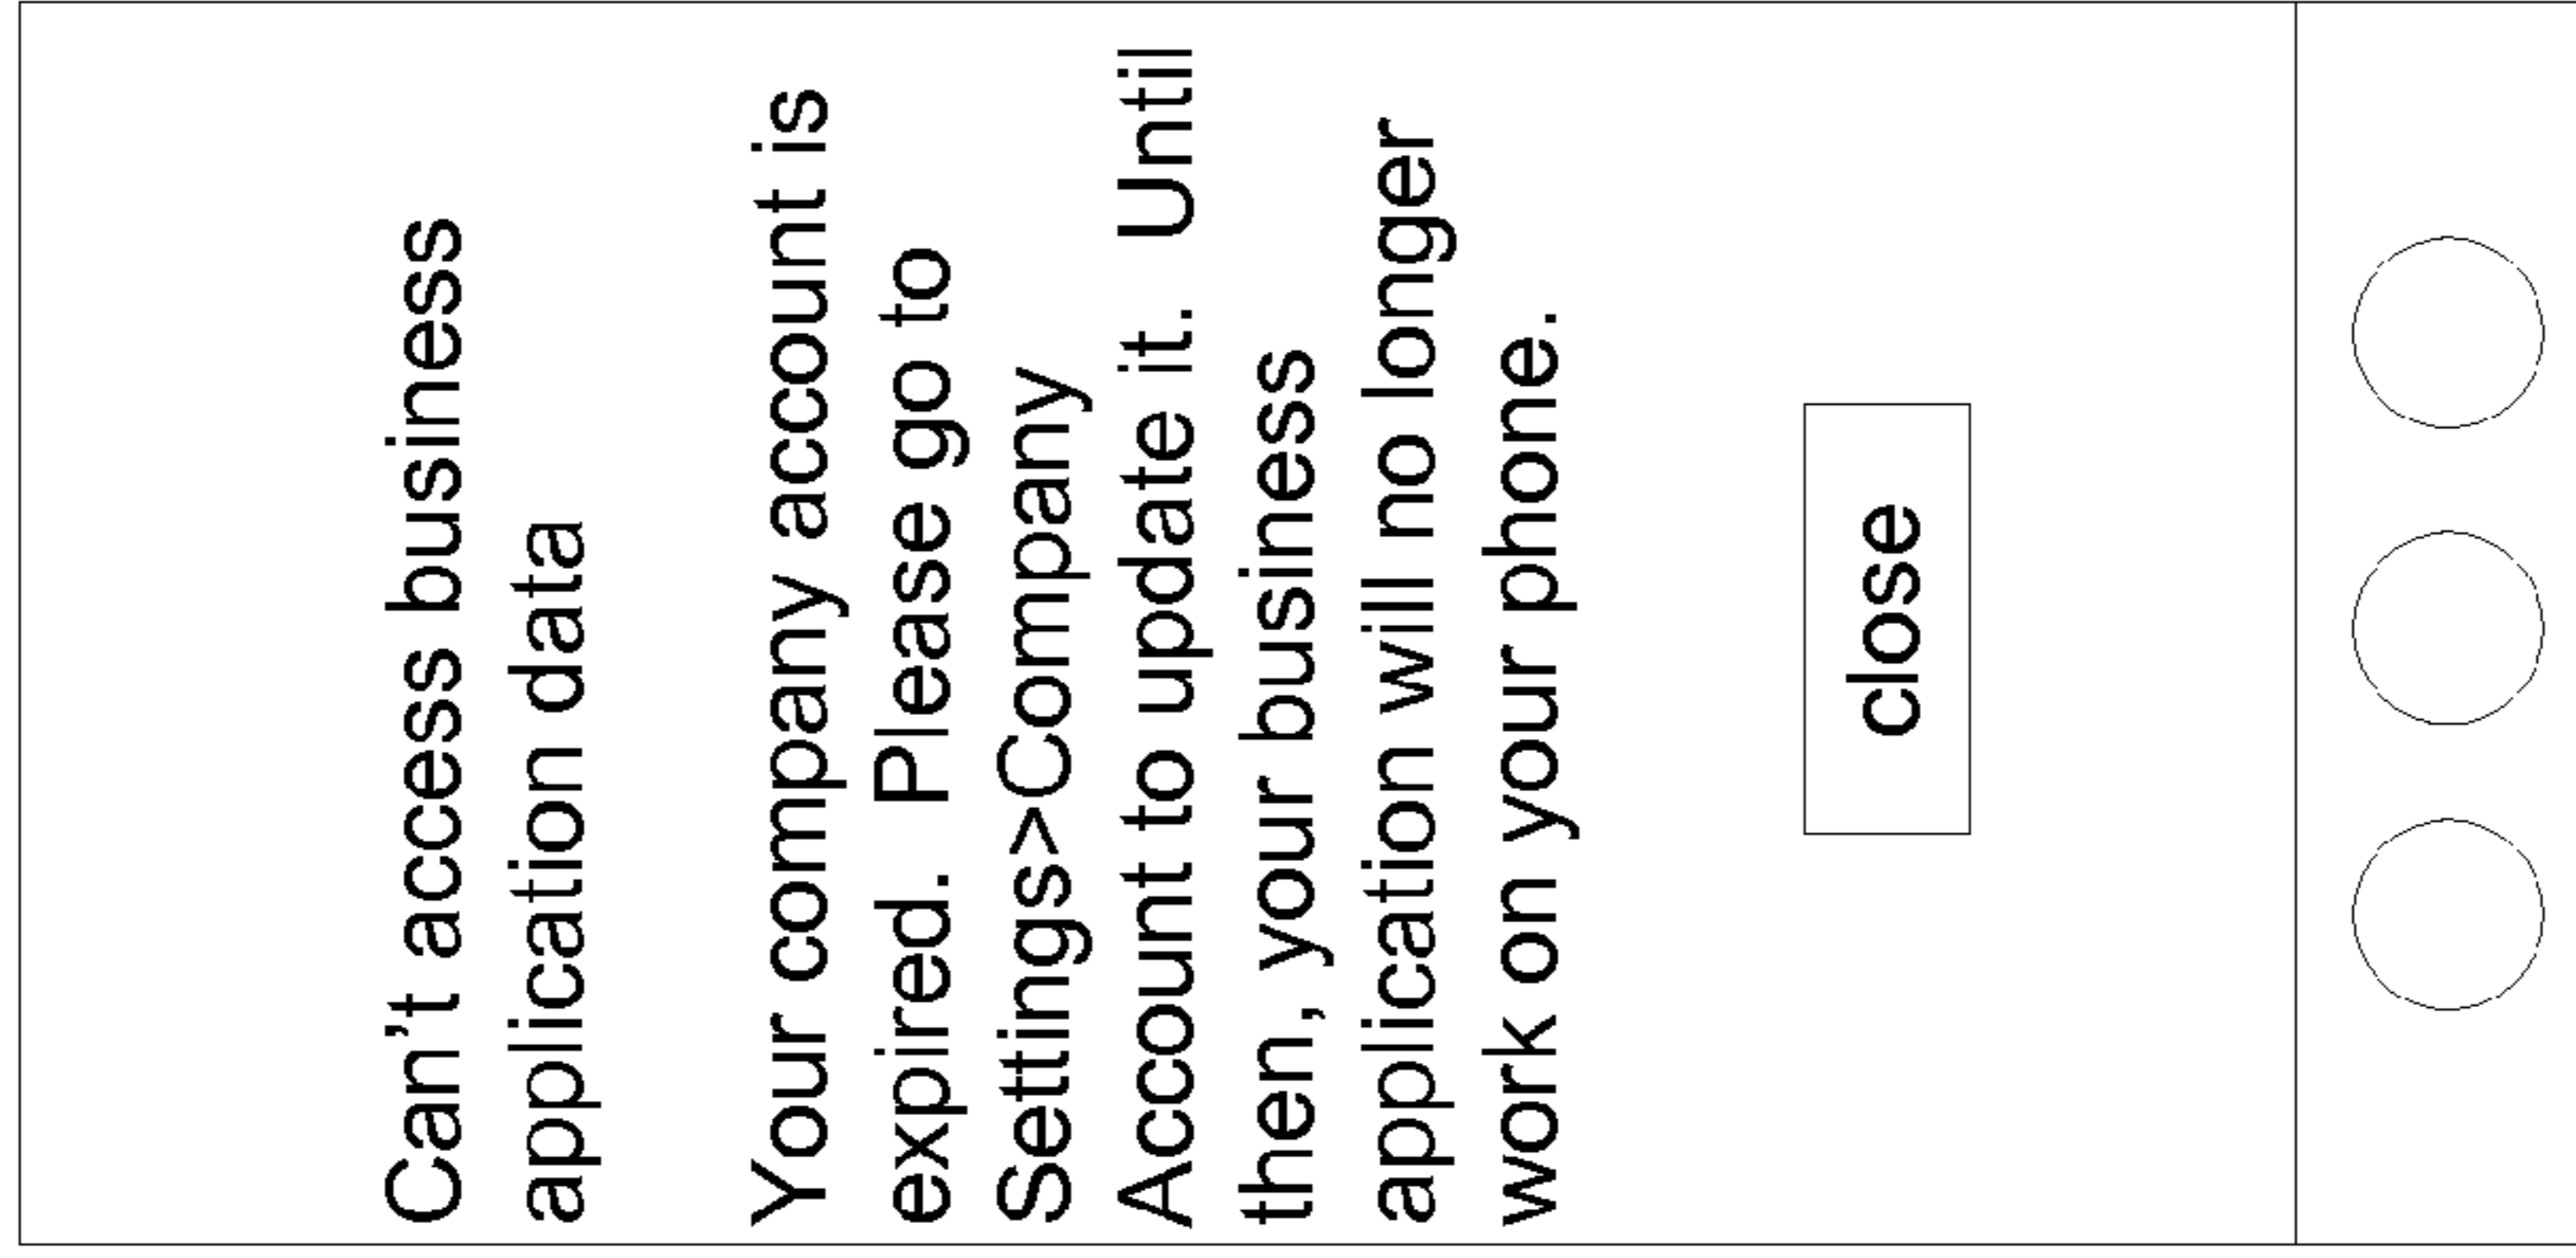 Can't access business
application data
Your company account is
expired.  Please go to
Settings>Company
Account to update it.  Until
then, your business
application will no longer
work on your phone.
close